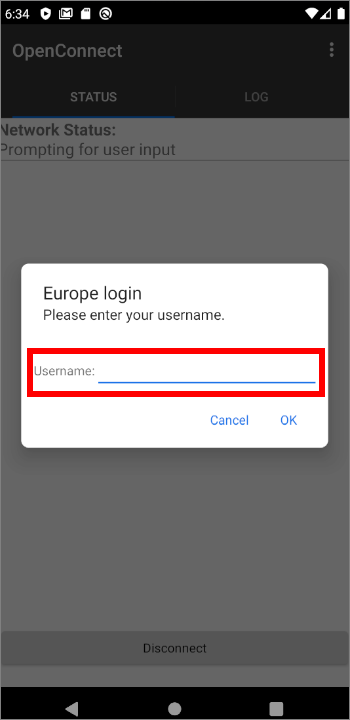 6:34
OpenConnect
STATUS LOG
Network Status:
Prompting for user input
Europe login
Please enter your username.
Username:
Cancel OK
Disconnect